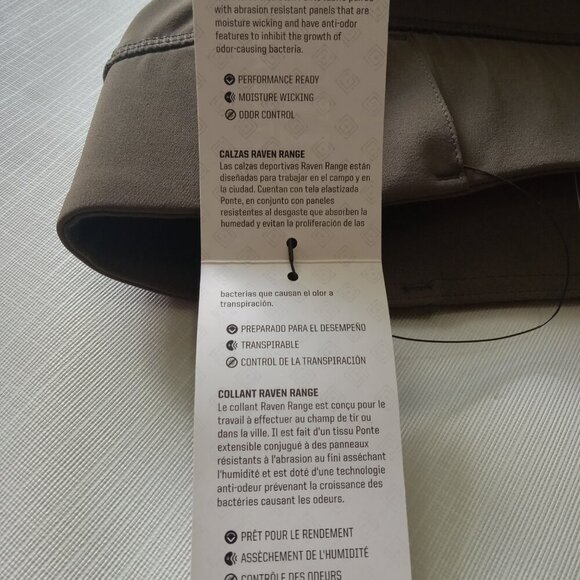 with abrasion resistant panels that are
moisture wicking and have anti-odor
features to inhibit the growth of
odor-causing bacteria.
PERFORMANCE READY
MOISTURE WICKING
ODOR CONTROL
CALZAS RAVEN RANGE
Las calzas deportivas Raven Range están
diseñadas para trabajar en el campo y en
la ciudad. Cuentan con tela elastizada
Ponte, en conjunto con paneles
resistentes al desgaste que absorben la
humedad y evitan la proliferación de las
bacterias que causan el olor a
transpiración.
PREPARADO PARA EL DESEMPEÑO
TRANSPIRABLE
CONTROL DE LA TRANSPIRACIÓN
COLLANT RAVEN RANGE
Le collant Raven Range est conçu pour le
travail à effectuer au champ de tir ou
dans la ville. Il est fait d'un tissu Ponte
extensible conjugué à des panneaux
résistants à l'abrasion au fini asséchant
l'humidité et est doté d'une technologie
anti-odeur prévenant la croissance des
bactéries causant les odeurs.
PRÊT POUR LE RENDEMENT
ASSÈCHEMENT DE L'HUMIDITÉ
CONTRÔLE DES ODEURS